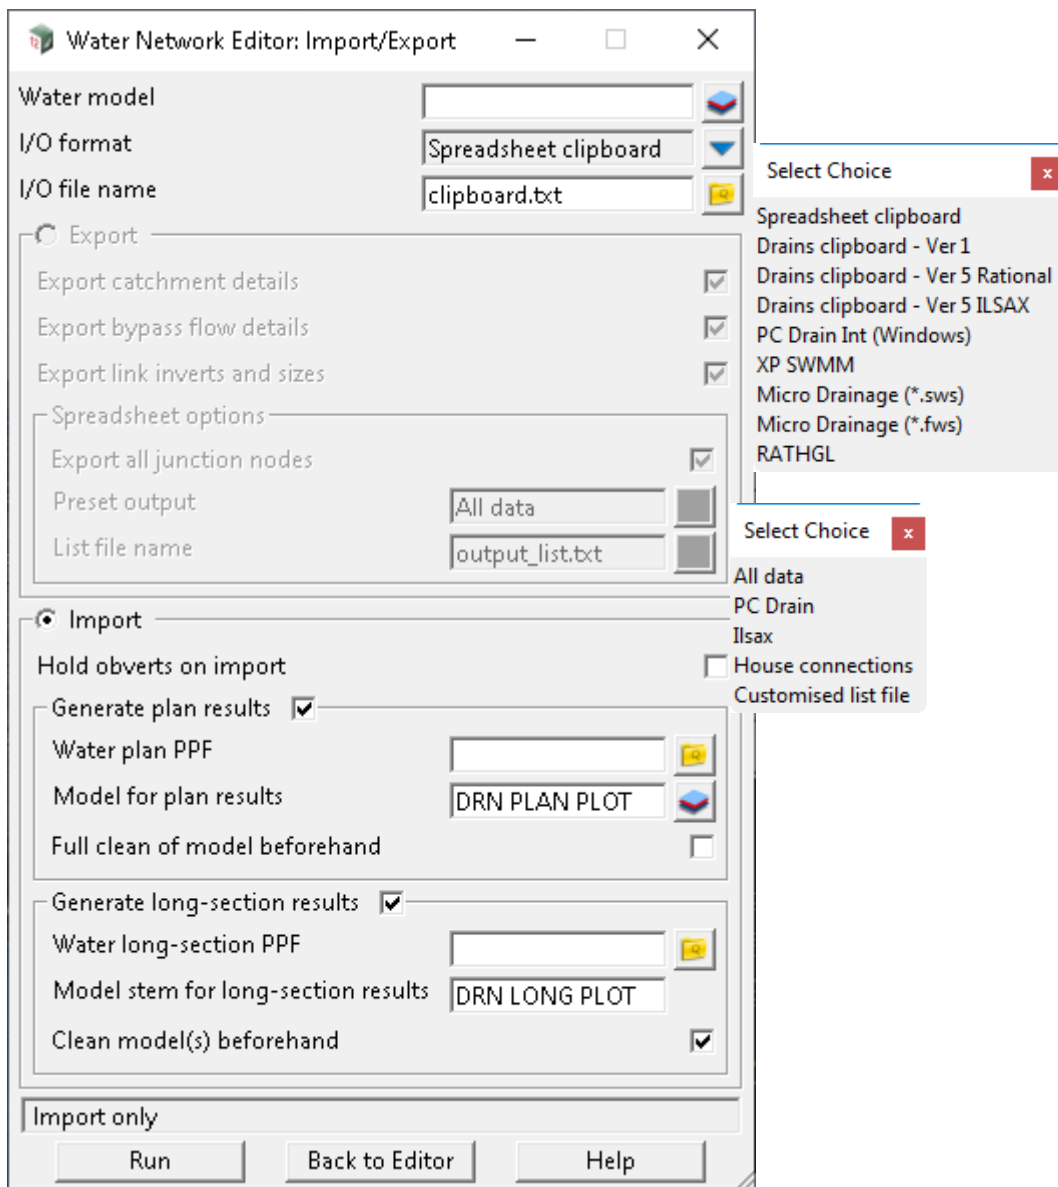 Water Network Editor: Import/Export
Water model
I/O format
Spreadsheet clipboard
I/O file name
clipboard.txt
Export
Export catchment details
Export bypass flow details
Export link inverts and sizes
Spreadsheet options
Export all junction nodes
Preset output
All data
List file name
output_list.txt
Import
Hold obverts on import
Generate plan results
Water plan PPF
Model for plan results
DRN PLAN PLOT
Full clean of model beforehand
Generate long-section results
Water long-section PPF
Model stem for long-section results
DRN LONG PLOT
Clean model(s) beforehand
Import only
Run
Back to Editor
Help
Select Choice
x
Spreadsheet clipboard
Drains clipboard - Ver 1
Drains clipboard - Ver 5 Rational
Drains clipboard - Ver 5 ILSAX
PC Drain Int (Windows)
XP SWMM
Micro Drainage (*.sws)
Micro Drainage (*.fws)
RATHGL
Select Choice
x
All data
PC Drain
Ilsax
House connections
Customised list file